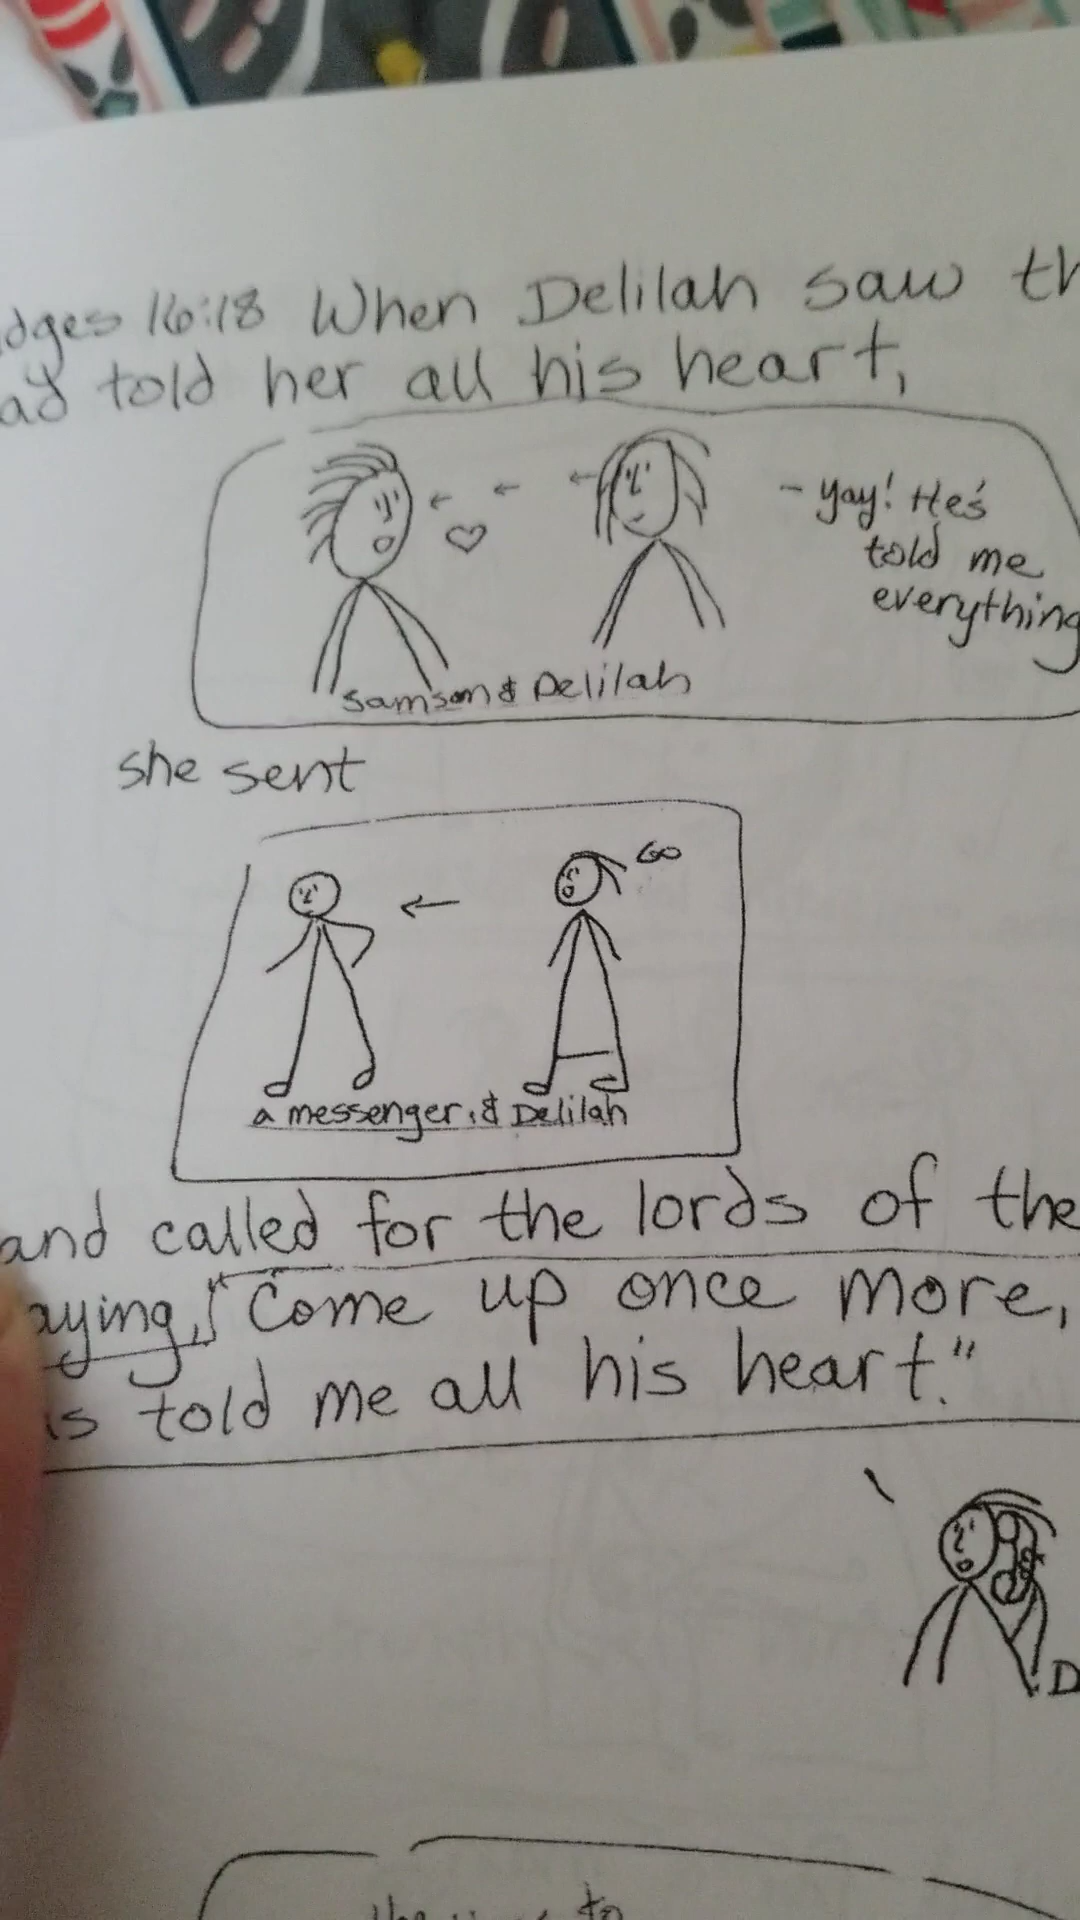 dges 16:18 When Delilah saw th
ad told her all his heart,
- yay! He's
told me
everything
Samson & Delilah
she sent
Go
a messenger & Delilah
and called for the lords of the
aying, "Come up once more,
is told me all his heart."
D
to